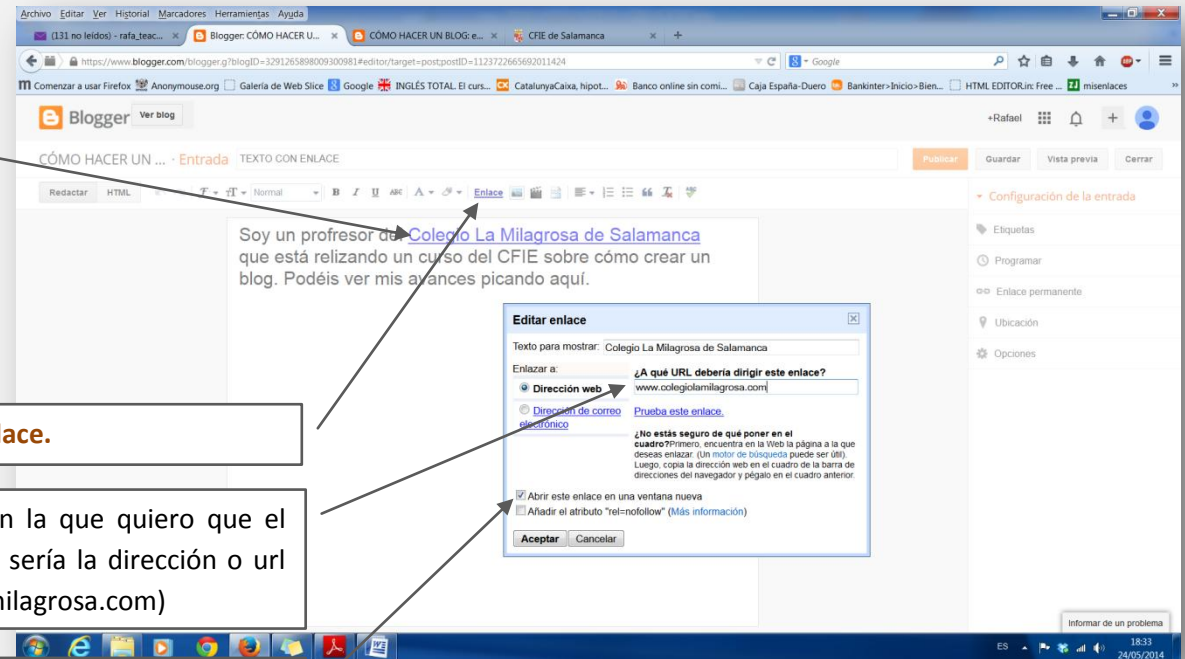 Archivo Editar Ver Historial Marcadores Herramientas Ayuda
(131 no leídos) - rafa_teac...
Blogger: CÓMO HACER U...
CÓMO HACER UN BLOG: e...
CFIE de Salamanca
https://www.blogger.com/blogger.g?blogID=3291265898009300981#editor/target=post;postID=1123722665692011424
Google
Comenzar a usar Firefox Anonymouse.org Galería de Web Slice Google INGLÉS TOTAL. El curs... CatalunyaCaixa, hipot... Banco online sin comi... Caja España-Duero Bankinter>Inicio>Bien... HTML EDITOR.in: Free ... misenlaces
Blogger Ver blog
+Rafael
CÓMO HACER UN ... · Entrada TEXTO CON ENLACE
Publicar Guardar Vista previa Cerrar
Redactar HTML Normal B I U ABC A Enlace
Configuración de la entrada
Etiquetas
Programar
Enlace permanente
Ubicación
Opciones
Soy un profesor del Colegio La Milagrosa de Salamanca
que está relizando un curso del CFIE sobre cómo crear un
blog. Podéis ver mis avances picando aquí.
Editar enlace
Texto para mostrar: Colegio La Milagrosa de Salamanca
Enlazar a:
Dirección web
Dirección de correo
electrónico
¿A qué URL debería dirigir este enlace?
www.colegiolamilagrosa.com
Prueba este enlace.
¿No estás seguro de qué poner en el
cuadro?Primero, encuentra en la Web la página a la que
deseas enlazar. (Un motor de búsqueda puede ser útil).
Luego, copia la dirección web en el cuadro de la barra de
direcciones del navegador y pégalo en el cuadro anterior.
Abrir este enlace en una ventana nueva
Añadir el atributo "rel=nofollow" (Más información)
Aceptar Cancelar
lace.
n la que quiero que el
sería la dirección o url
milagrosa.com)
Informar de un problema
ES
18:33
24/05/2014